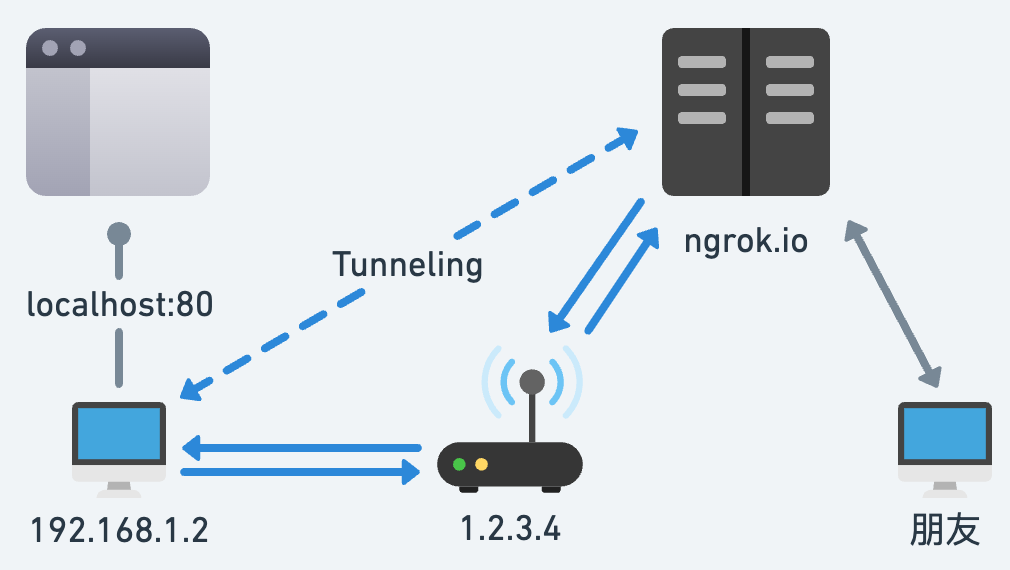 ngrok.io
Tunneling
localhost:80
192.168.1.2
1.2.3.4
朋友